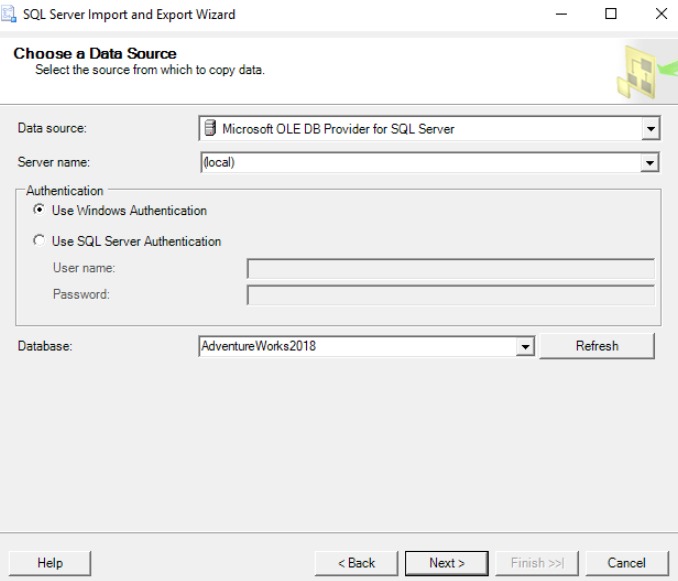 SQL Server Import and Export Wizard
Choose a Data Source
Select the source from which to copy data.
Data source:
Microsoft OLE DB Provider for SQL Server
Server name:
(local)
Authentication
Use Windows Authentication
Use SQL Server Authentication
User name:
Password:
Database:
AdventureWorks2018
Refresh
Help
< Back
Next >
Finish >>|
Cancel